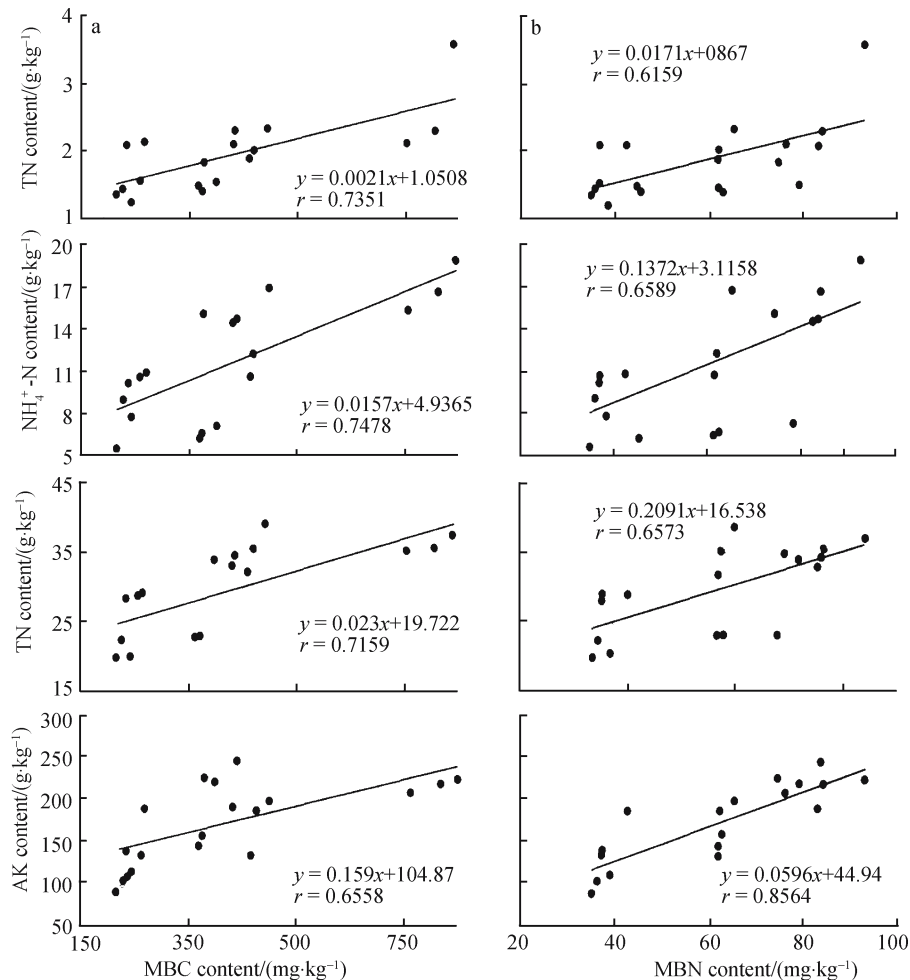 a
TN content/(g·kg⁻¹)
4
3
2
1
y = 0.0021x+1.0508
r = 0.7351
b
y = 0.0171x+0867
r = 0.6159
NH₄⁺-N content/(g·kg⁻¹)
20
17
14
11
8
5
y = 0.0157x+4.9365
r = 0.7478
y = 0.1372x+3.1158
r = 0.6589
TN content/(g·kg⁻¹)
45
35
25
15
y = 0.023x+19.722
r = 0.7159
y = 0.2091x+16.538
r = 0.6573
AK content/(g·kg⁻¹)
300
250
200
150
100
50
y = 0.159x+104.87
r = 0.6558
y = 0.0596x+44.94
r = 0.8564
150 350 500 750
MBC content/(mg·kg⁻¹)
20 40 60 80 100
MBN content/(mg·kg⁻¹)